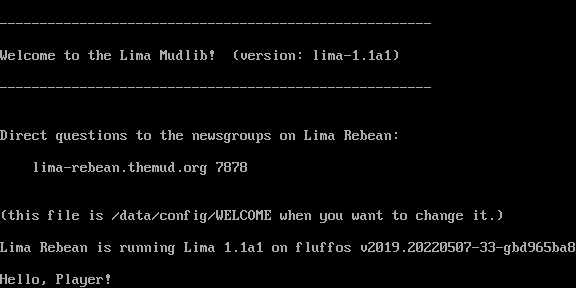 ------------------------------------------------------
Welcome to the Lima Mudlib!  (version: lima-1.1a1)
------------------------------------------------------
Direct questions to the newsgroups on Lima Rebean:
lima-rebean.themud.org 7878
(this file is /data/config/WELCOME when you want to change it.)
Lima Rebean is running Lima 1.1a1 on fluffos v2019.20220507-33-gbd965ba8
Hello, Player!